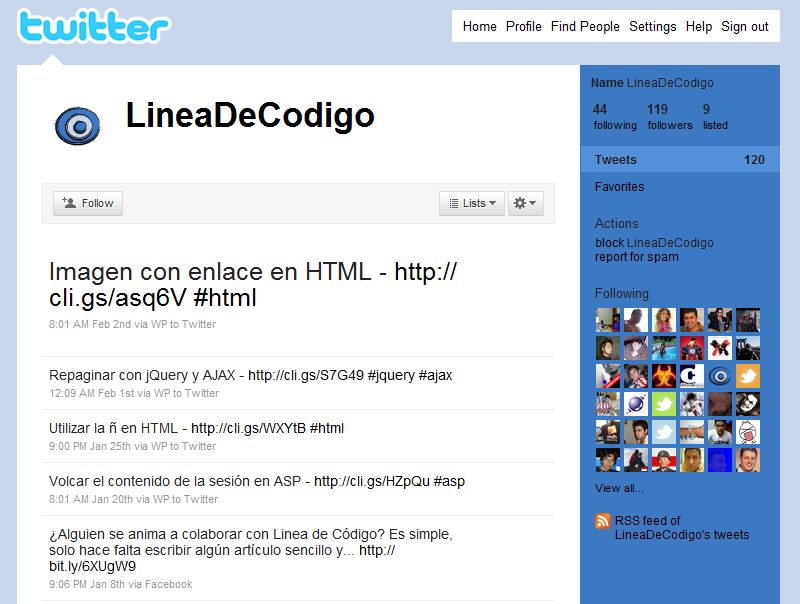 twitter
Home Profile Find People Settings Help Sign out
LineaDeCodigo
Follow
Lists
Imagen con enlace en HTML - http://
cli.gs/asq6V #html
8:01 AM Feb 2nd via WP to Twitter
Repaginar con jQuery y AJAX - http://cli.gs/S7G49 #jquery #ajax
12:09 AM Feb 1st via WP to Twitter
Utilizar la ñ en HTML - http://cli.gs/WXYtB #html
9:00 PM Jan 25th via WP to Twitter
Volcar el contenido de la sesión en ASP - http://cli.gs/HZpQu #asp
8:01 AM Jan 20th via WP to Twitter
¿Alguien se anima a colaborar con Linea de Código? Es simple,
solo hace falta escribir algún artículo sencillo y... http://
bit.ly/6XUgW9
9:06 PM Jan 8th via Facebook
Name LineaDeCodigo
44 119 9
following followers listed
Tweets 120
Favorites
Actions
block LineaDeCodigo
report for spam
Following
View all...
RSS feed of
LineaDeCodigo's tweets